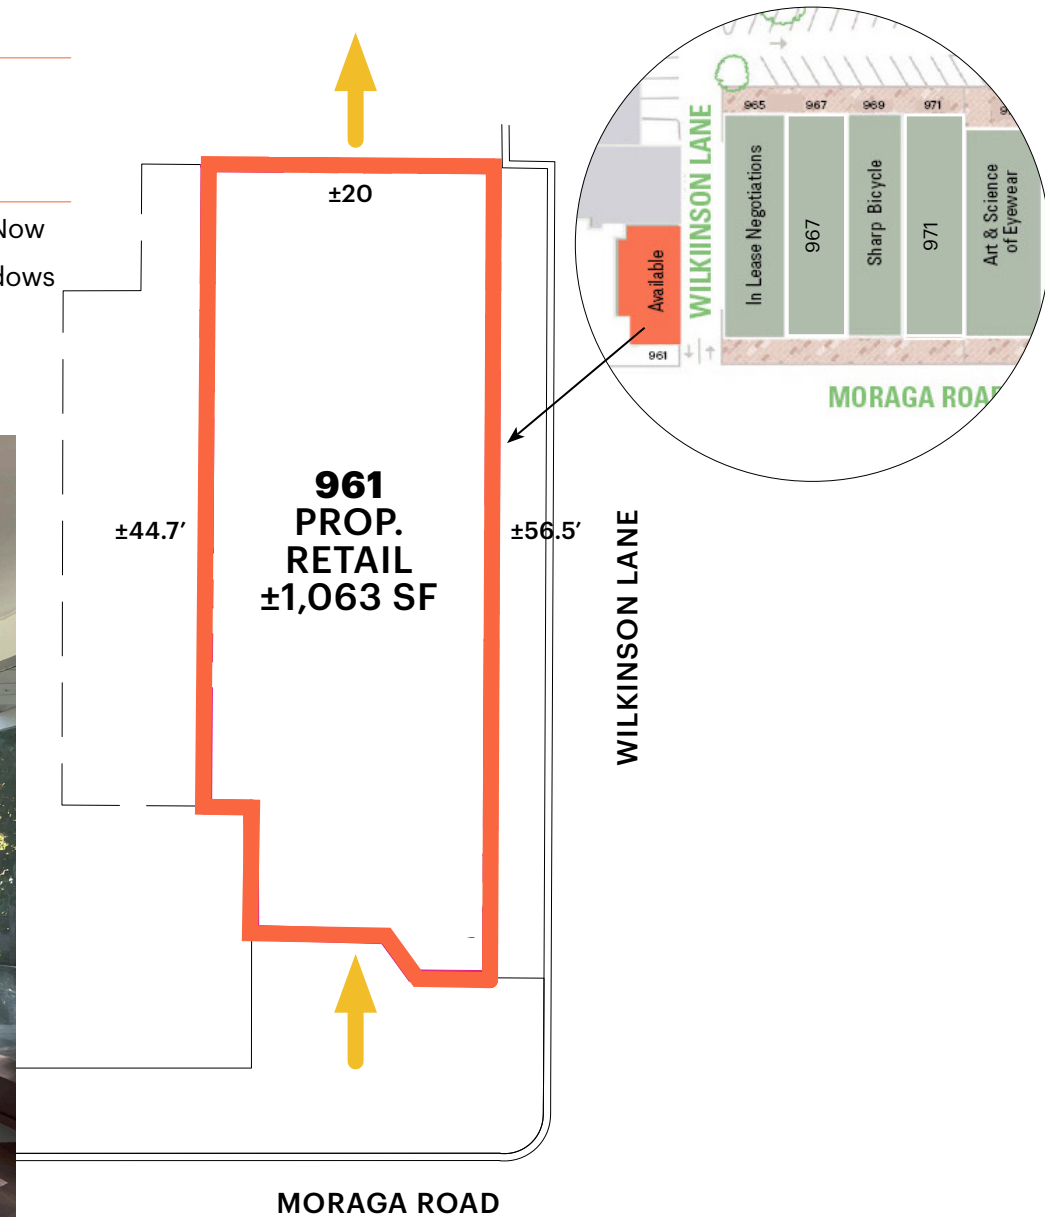 Now
dows
±20
961
PROP.
RETAIL
±1,063 SF
±44.7’
±56.5’
WILKINSON LANE
MORAGA ROAD
965
967
969
971
WILKIINSON LANE
In Lease Negotiations
967
Sharp Bicycle
971
Art & Science
of Eyewear
Available
961
MORAGA ROA